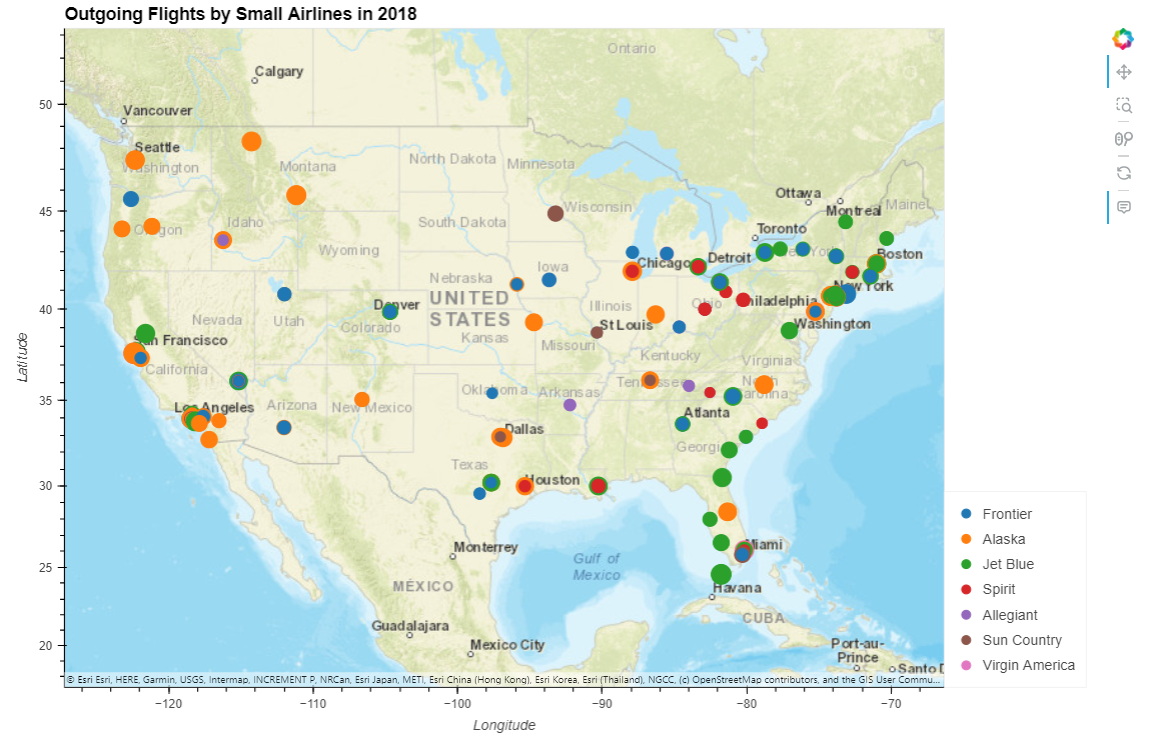 Outgoing Flights by Small Airlines in 2018
Ontario
Calgary
50
Vancouver
Seattle
Washington
Montana
North Dakota
Minnesota
Ottawa
Montreal
Maine
45
Idaho
South Dakota
Wisconsin
Toronto
Wyoming
Chicago
Detroit
Boston
Iowa
Nebraska
New York
Denver
UNITED
STATES
Illinois
Ohio
Philadelphia
40
Nevada
Utah
Colorado
Kansas
St Louis
Washington
San Francisco
Missouri
California
Kentucky
Virginia
Tennessee
North
Carolina
Oklahoma
Arkansas
35
Los Angeles
Arizona
New Mexico
Atlanta
Dallas
Georgia
Texas
30
Houston
Monterrey
Gulf of
Mexico
Miami
25
MÉXICO
Havana
CUBA
Guadalajara
Mexico City
Port-au-
Prince
20
Santo D
© Esri Esri, HERE, Garmin, USGS, Intermap, INCREMENT P, NRCan, Esri Japan, METI, Esri China (Hong Kong), Esri Korea, Esri (Thailand), NGCC, (c) OpenStreetMap contributors, and the GIS User Commu...
−120
−110
−100
−90
−80
−70
Longitude
Latitude
Frontier
Alaska
Jet Blue
Spirit
Allegiant
Sun Country
Virgin America